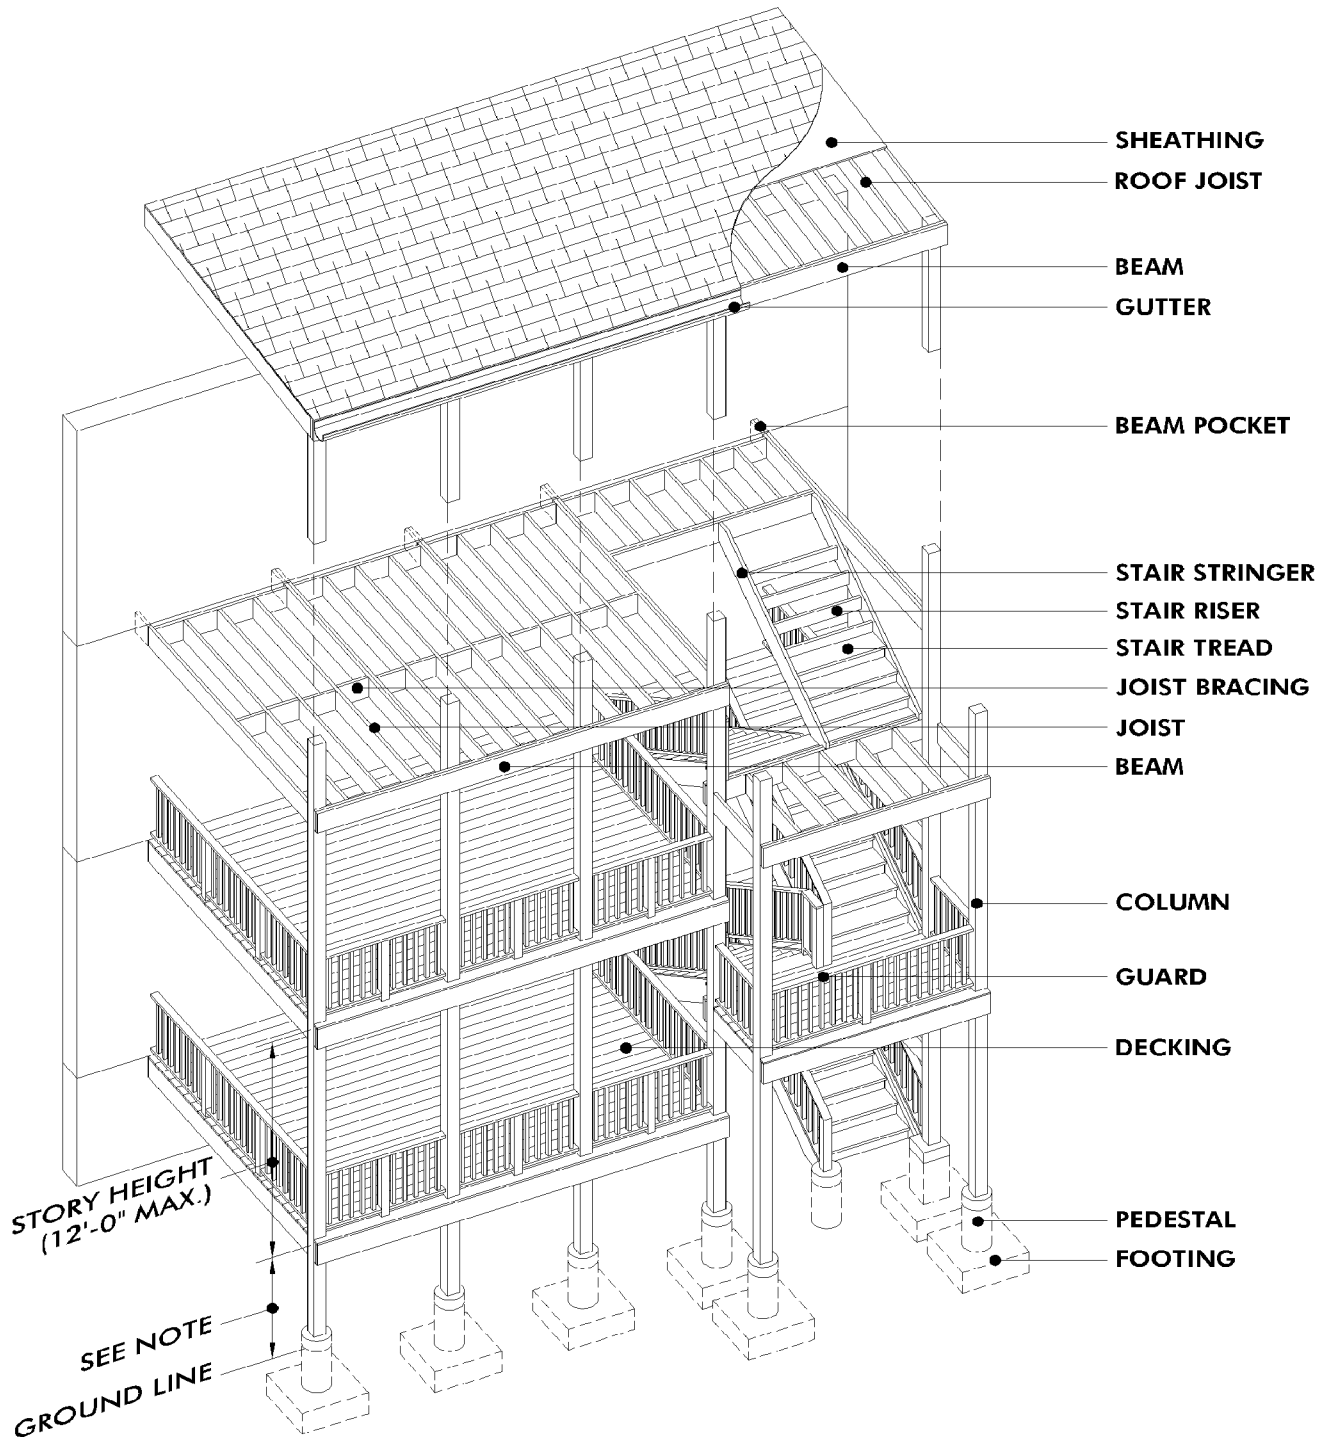 SHEATHING
ROOF JOIST
BEAM
GUTTER
BEAM POCKET
STAIR STRINGER
STAIR RISER
STAIR TREAD
JOIST BRACING
JOIST
BEAM
COLUMN
GUARD
DECKING
STORY HEIGHT
(12'-0" MAX.)
PEDESTAL
FOOTING
SEE NOTE
GROUND LINE